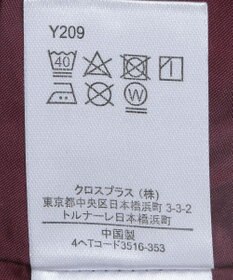 Y209
40
W
クロスプラス(株)
東京都中央区日本橋浜町3-3-2
トルナーレ日本橋浜町
中国製
4ヘTコード3516-353